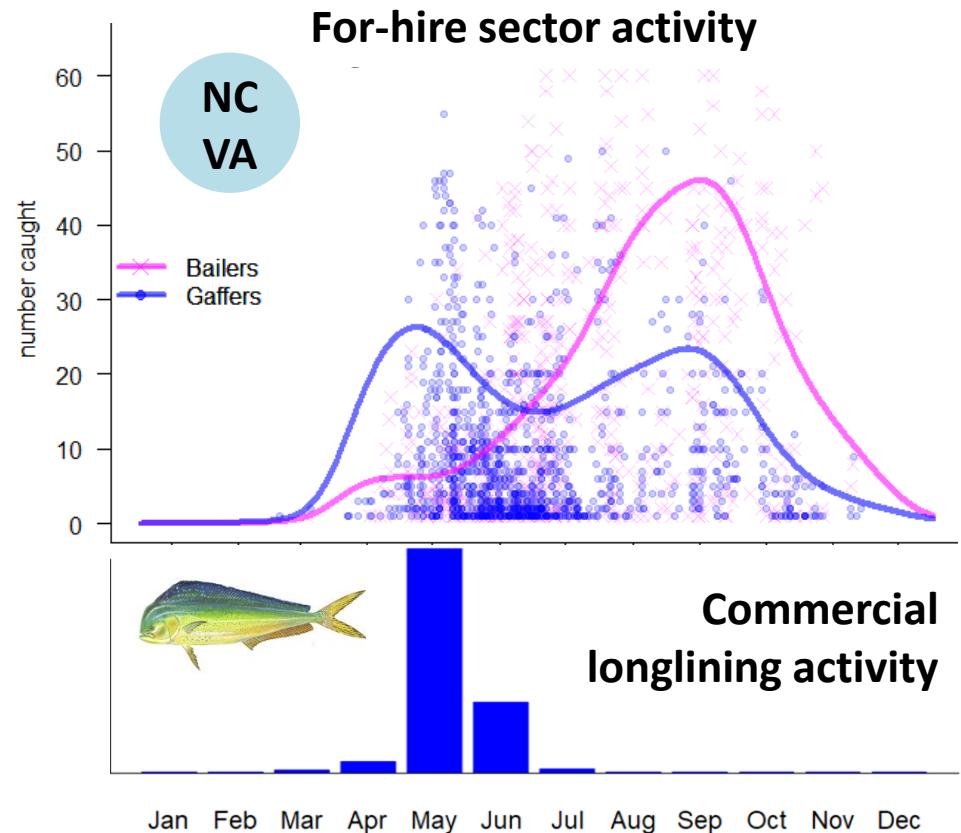 For-hire sector activity
NC
VA
number caught
60
50
40
30
20
10
0
Bailers
Gaffers
Commercial
longlining activity
Jan Feb Mar Apr May Jun Jul Aug Sep Oct Nov Dec